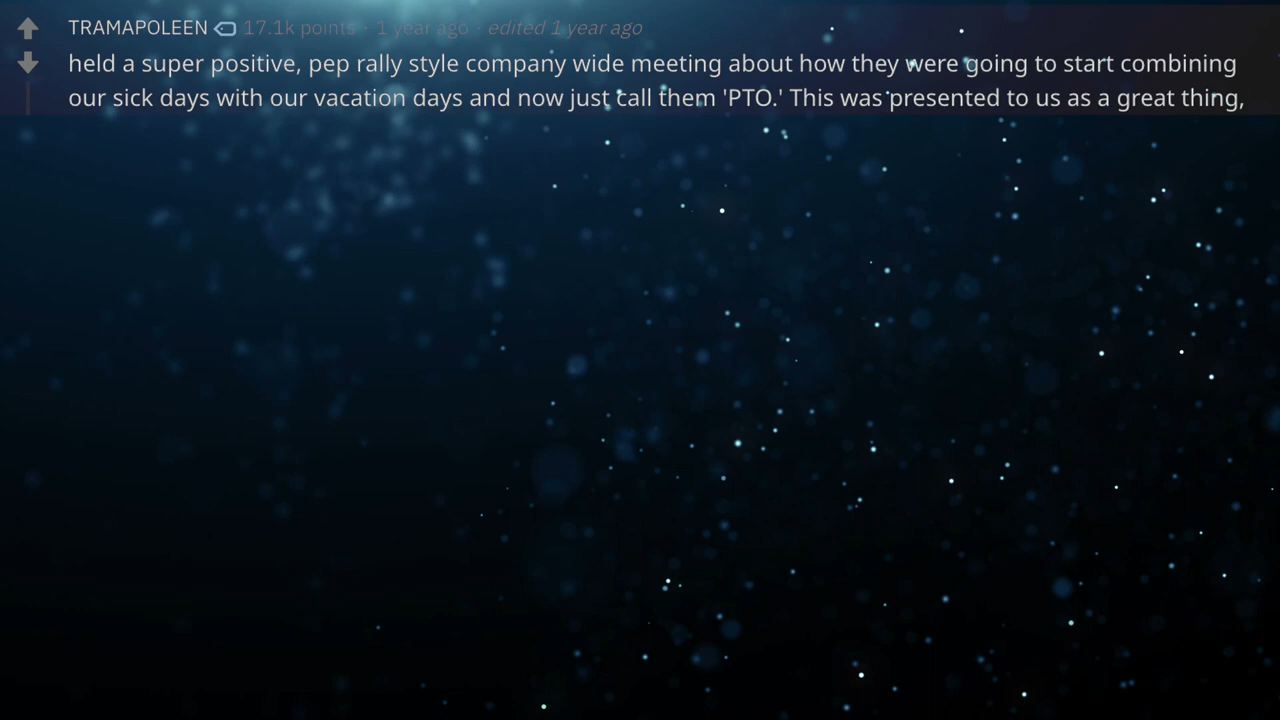 TRAMAPOLEEN 17.1k points · 1 year ago · edited 1 year ago
held a super positive, pep rally style company wide meeting about how they were going to start combining
our sick days with our vacation days and now just call them 'PTO.' This was presented to us as a great thing,